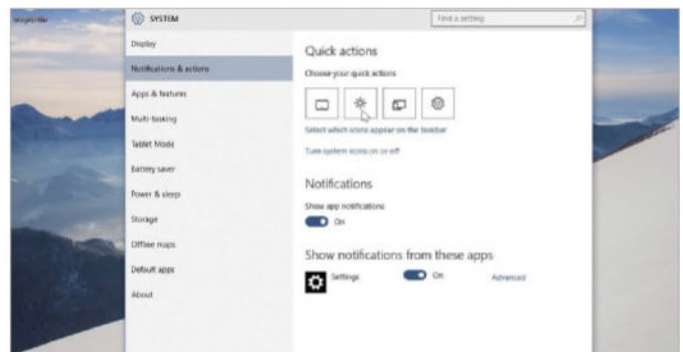 SYSTEM
Find a setting
Display
Notifications & actions
Apps & features
Multi-tasking
Tablet Mode
Battery saver
Power & sleep
Storage
Offline maps
Default apps
About
Quick actions
Choose your quick actions
Select which icons appear on the taskbar
Turn system icons on or off
Notifications
Show app notifications
On
Show notifications from these apps
Settings
On
Advanced